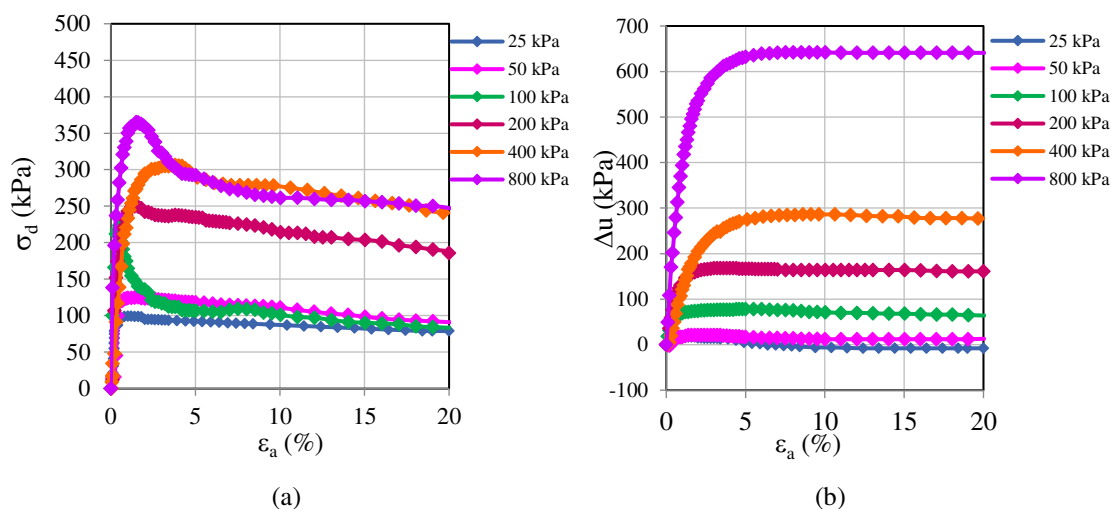 500
450
400
350
300
250
200
150
100
50
0
σd (kPa)
0 5 10 15 20
εa (%)
25 kPa
50 kPa
100 kPa
200 kPa
400 kPa
800 kPa
(a)
700
600
500
400
300
200
100
0
-100
Δu (kPa)
0 5 10 15 20
εa (%)
25 kPa
50 kPa
100 kPa
200 kPa
400 kPa
800 kPa
(b)